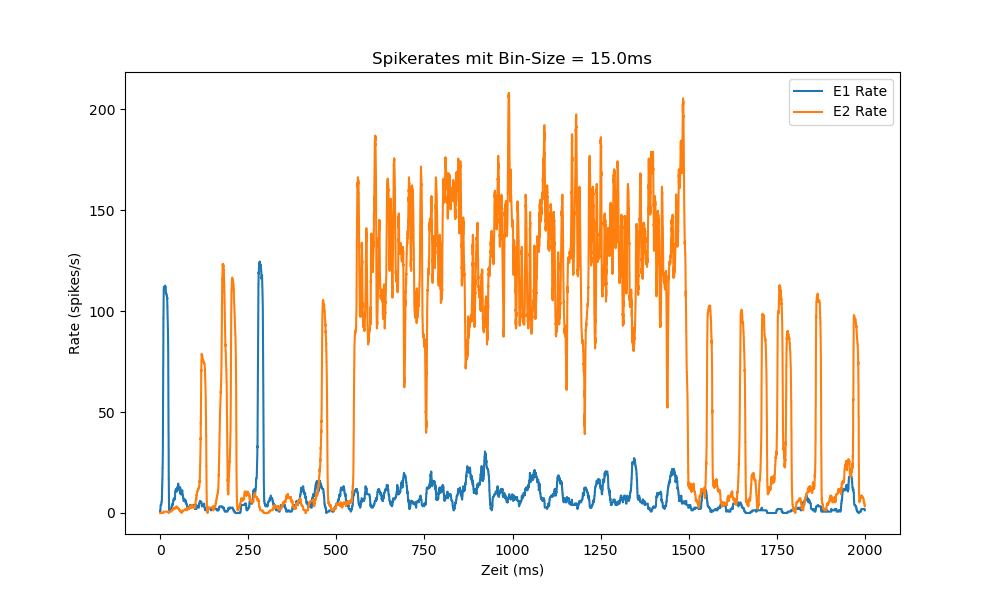 Spikerates mit Bin-Size = 15.0ms
E1 Rate
E2 Rate
Rate (spikes/s)
200
150
100
50
0
0 250 500 750 1000 1250 1500 1750 2000
Zeit (ms)